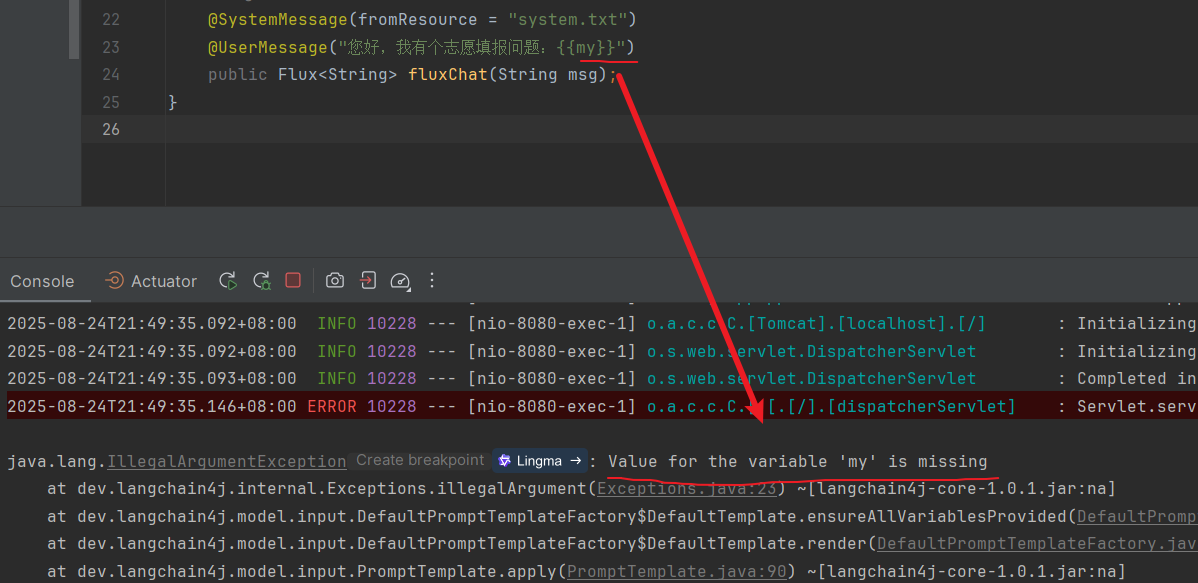 22 @SystemMessage(fromResource = "system.txt")
23 @UserMessage("您好，我有个志愿填报问题：{{my}}")
24 public Flux<String> fluxChat(String msg);
25 }
26
Console Actuator
2025-08-24T21:49:35.092+08:00 INFO 10228 --- [nio-8080-exec-1] o.a.c.c.C.[Tomcat].[localhost].[/] : Initializing
2025-08-24T21:49:35.092+08:00 INFO 10228 --- [nio-8080-exec-1] o.s.web.servlet.DispatcherServlet : Initializing
2025-08-24T21:49:35.093+08:00 INFO 10228 --- [nio-8080-exec-1] o.s.web.servlet.DispatcherServlet : Completed in
2025-08-24T21:49:35.146+08:00 ERROR 10228 --- [nio-8080-exec-1] o.a.c.c.C.[.[.[/].[dispatcherServlet] : Servlet.serv
java.lang.IllegalArgumentException Create breakpoint Lingma → : Value for the variable 'my' is missing
at dev.langchain4j.internal.Exceptions.illegalArgument(Exceptions.java:23) ~[langchain4j-core-1.0.1.jar:na]
at dev.langchain4j.model.input.DefaultPromptTemplateFactory$DefaultTemplate.ensureAllVariablesProvided(DefaultPromp
at dev.langchain4j.model.input.DefaultPromptTemplateFactory$DefaultTemplate.render(DefaultPromptTemplateFactory.jav
at dev.langchain4j.model.input.PromptTemplate.apply(PromptTemplate.java:90) ~[langchain4j-core-1.0.1.jar:na]